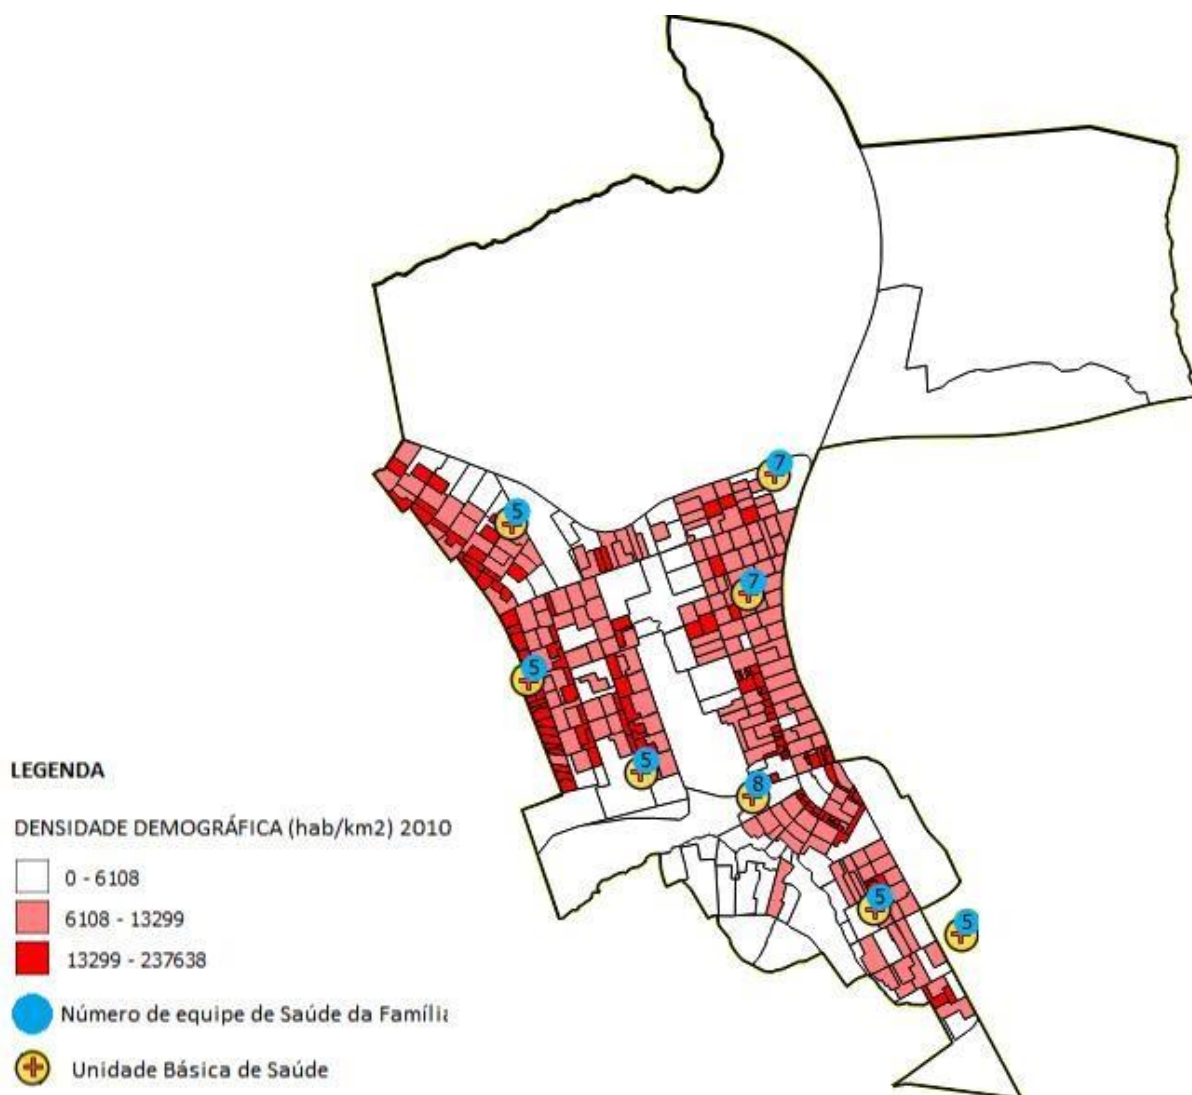 7
5
7
5
5
8
5
5
LEGENDA
DENSIDADE DEMOGRÁFICA (hab/km2) 2010
0 - 6108
6108 - 13299
13299 - 237638
Número de equipe de Saúde da Família
Unidade Básica de Saúde